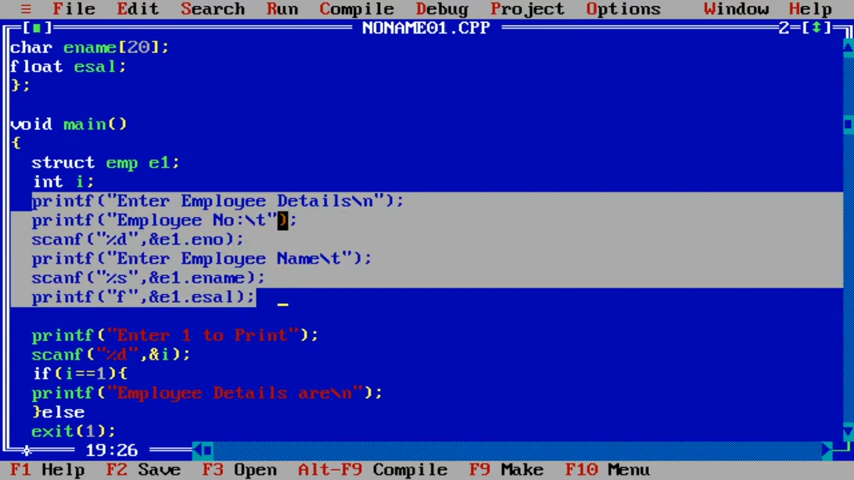 ≡ File Edit Search Run Compile Debug Project Options Window Help
[■] NONAME01.CPP 2=[↕]
char ename[20];
float esal;
};
void main()
{
struct emp e1;
int i;
printf("Enter Employee Details\n");
printf("Employee No:\t");
scanf("%d",&e1.eno);
printf("Enter Employee Name\t");
scanf("%s",&e1.ename);
printf("f",&e1.esal); _
printf("Enter 1 to Print");
scanf("%d",&i);
if(i==1){
printf("Employee Details are\n");
}else
exit(1);
* 19:26
F1 Help F2 Save F3 Open Alt-F9 Compile F9 Make F10 Menu